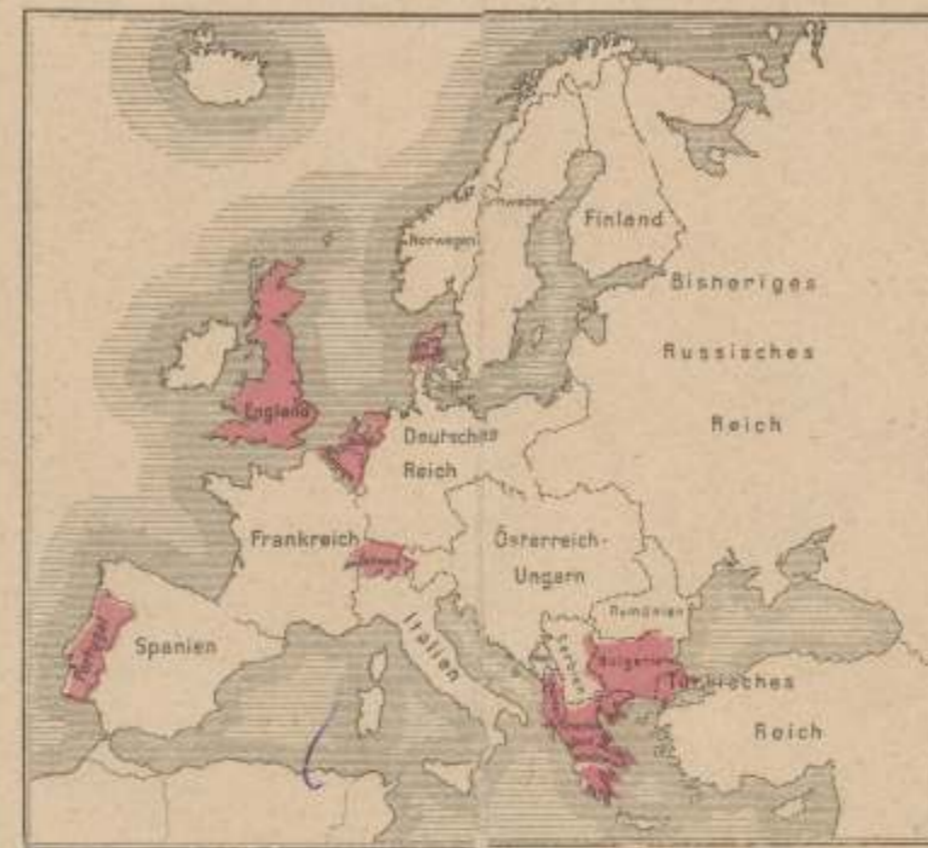 Schweden
Finland
Norwegen
Bisheriges
Russisches
Reich
England
Deutsches
Reich
Frankreich
Österreich-
Ungarn
Schweiz
Rumänien
Italien
Serbien
Portugal
Spanien
Bulgarien
Türkisches
Reich